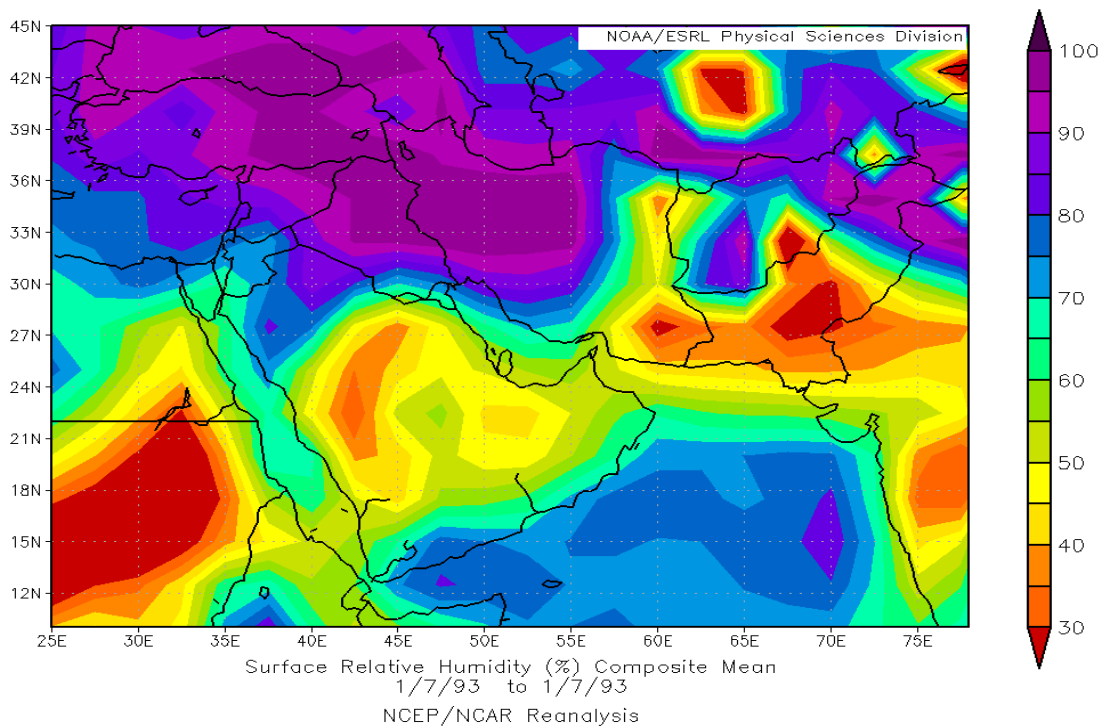 NOAA/ESRL Physical Sciences Division
45N
42N
39N
36N
33N
30N
27N
24N
21N
18N
15N
12N
25E 30E 35E 40E 45E 50E 55E 60E 65E 70E 75E
100
90
80
70
60
50
40
30
Surface Relative Humidity (%) Composite Mean
1/7/93 to 1/7/93
NCEP/NCAR Reanalysis